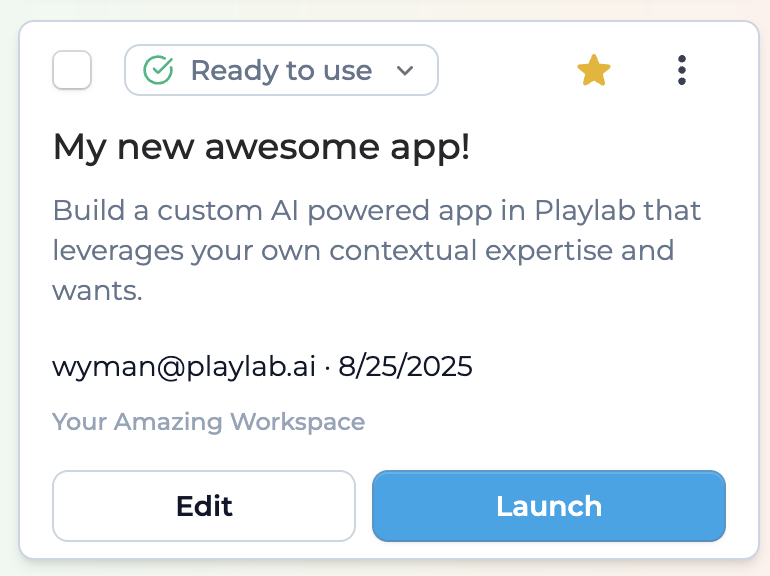 Ready to use
My new awesome app!
Build a custom AI powered app in Playlab that
leverages your own contextual expertise and
wants.
wyman@playlab.ai · 8/25/2025
Your Amazing Workspace
Edit
Launch